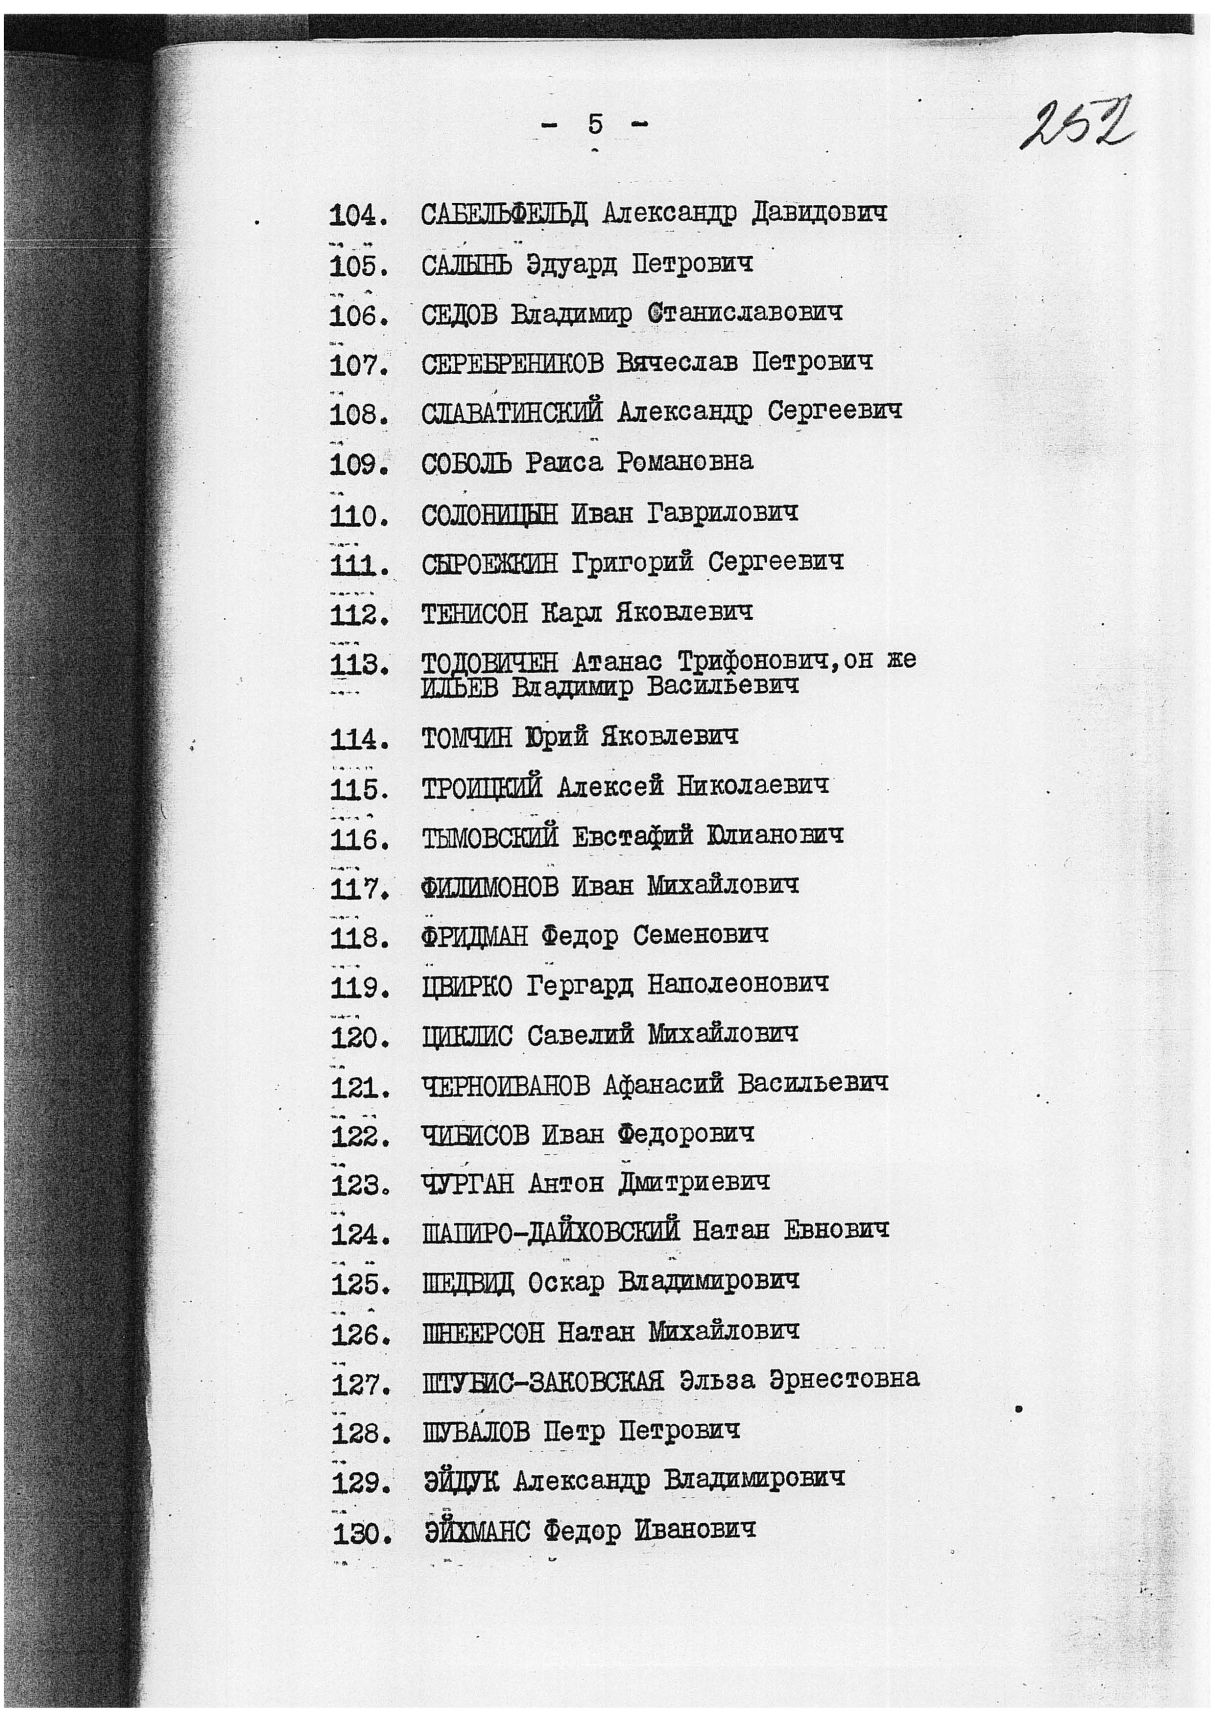 - 5 -
252
104. САБЕЛЬФЕЛЬД Александр Давидович
105. САЛЫНЬ Эдуард Петрович
106. СЕДОВ Владимир Станиславович
107. СЕРЕБРЕНИКОВ Вячеслав Петрович
108. СЛАВАТИНСКИЙ Александр Сергеевич
109. СОБОЛЬ Раиса Романовна
110. СОЛОНИЦЫН Иван Гаврилович
111. СЫРОЕЖКИН Григорий Сергеевич
112. ТЕНИСОН Карл Яковлевич
113. ТОДОВИЧЕН Атанас Трифонович,он же
ИЛЬЕВ Владимир Васильевич
114. ТОМЧИН Юрий Яковлевич
115. ТРОИЦКИЙ Алексей Николаевич
116. ТЫМОВСКИЙ Евстафий Юлианович
117. ФИЛИМОНОВ Иван Михайлович
118. ФРИДМАН Федор Семенович
119. ЦВИРКО Гергард Наполеонович
120. ЦИКЛИС Савелий Михайлович
121. ЧЕРНОИВАНОВ Афанасий Васильевич
122. ЧИБИСОВ Иван Федорович
123. ЧУРГАН Антон Дмитриевич
124. ШАПИРО-ДАЙХОВСКИЙ Натан Евнович
125. ШЕДВИД Оскар Владимирович
126. ШНЕЕРСОН Натан Михайлович
127. ШТУБИС-ЗАКОВСКАЯ Эльза Эрнестовна
128. ШУВАЛОВ Петр Петрович
129. ЭЙДУК Александр Владимирович
130. ЭЙХМАНС Федор Иванович